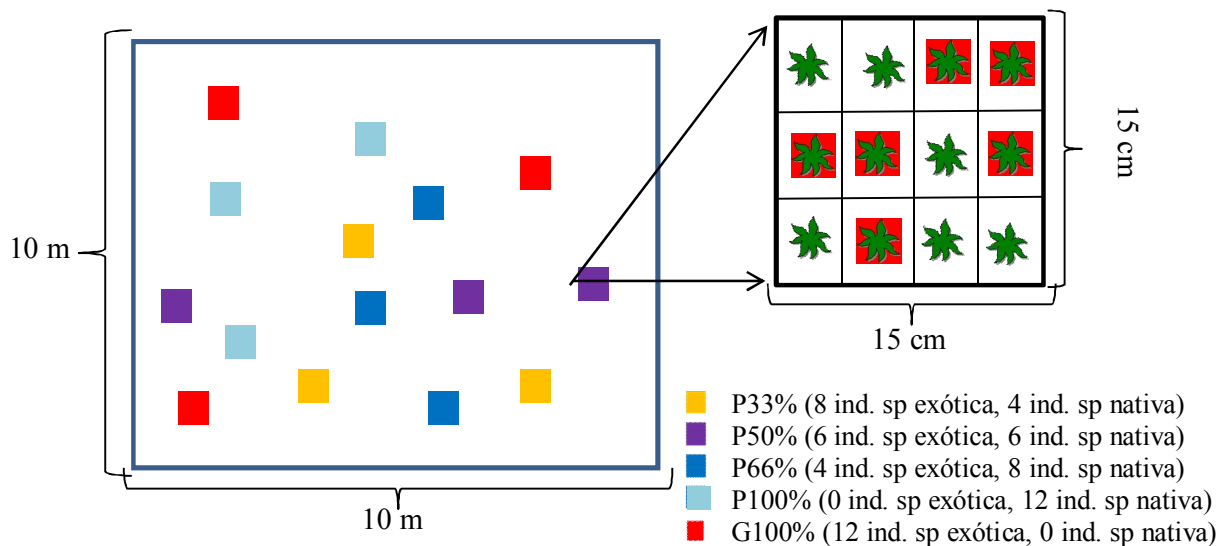 10 m
10 m
15 cm
15 cm
P33% (8 ind. sp exótica, 4 ind. sp nativa)
P50% (6 ind. sp exótica, 6 ind. sp nativa)
P66% (4 ind. sp exótica, 8 ind. sp nativa)
P100% (0 ind. sp exótica, 12 ind. sp nativa)
G100% (12 ind. sp exótica, 0 ind. sp nativa)